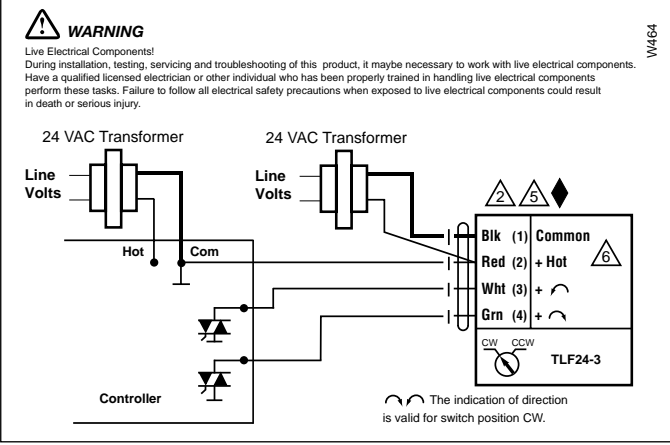 WARNING
W464
Live Electrical Components!
During installation, testing, servicing and troubleshooting of this product, it maybe necessary to work with live electrical components.
Have a qualified licensed electrician or other individual who has been properly trained in handling live electrical components
perform these tasks. Failure to follow all electrical safety precautions when exposed to live electrical components could result
in death or serious injury.
24 VAC Transformer
24 VAC Transformer
Line
Volts
Line
Volts
2 5
Hot Com
Blk (1) Common
Red (2) + Hot
6
Wht (3) +
Grn (4) +
CW CCW
TLF24-3
Controller
The indication of direction
is valid for switch position CW.